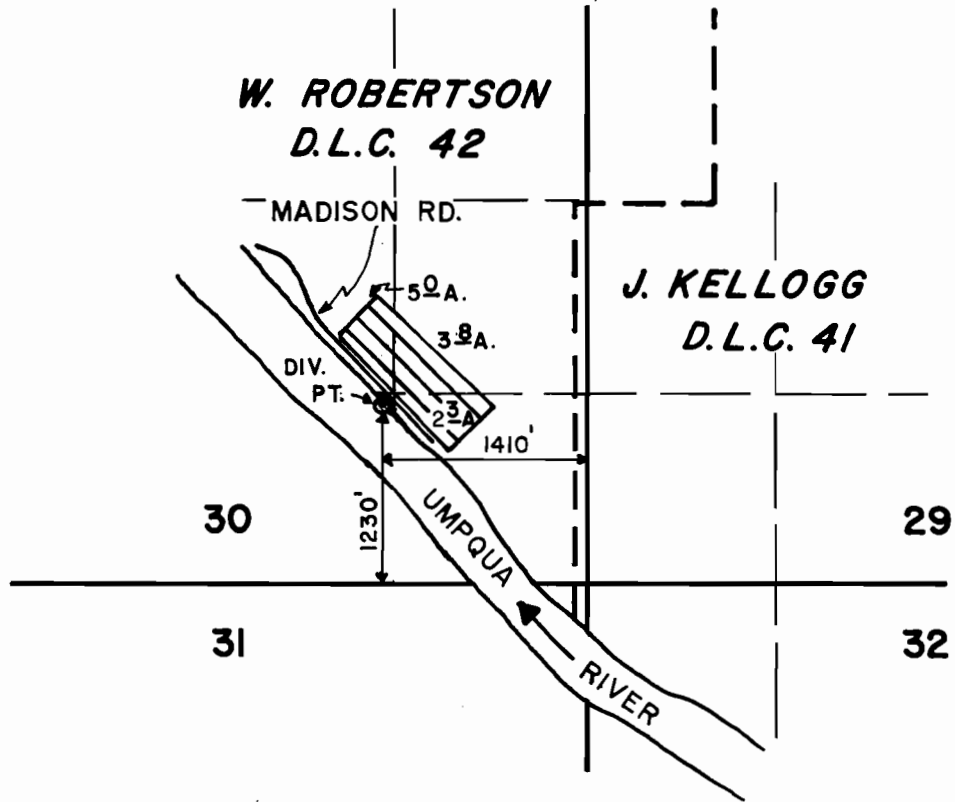 W. ROBERTSON
D.L.C. 42
MADISON RD.
5.0 A.
J. KELLOGG
D.L.C. 41
3.8 A.
DIV.
PT.
2.3 A
1410'
1230'
UMPQUA
30
29
31
32
RIVER